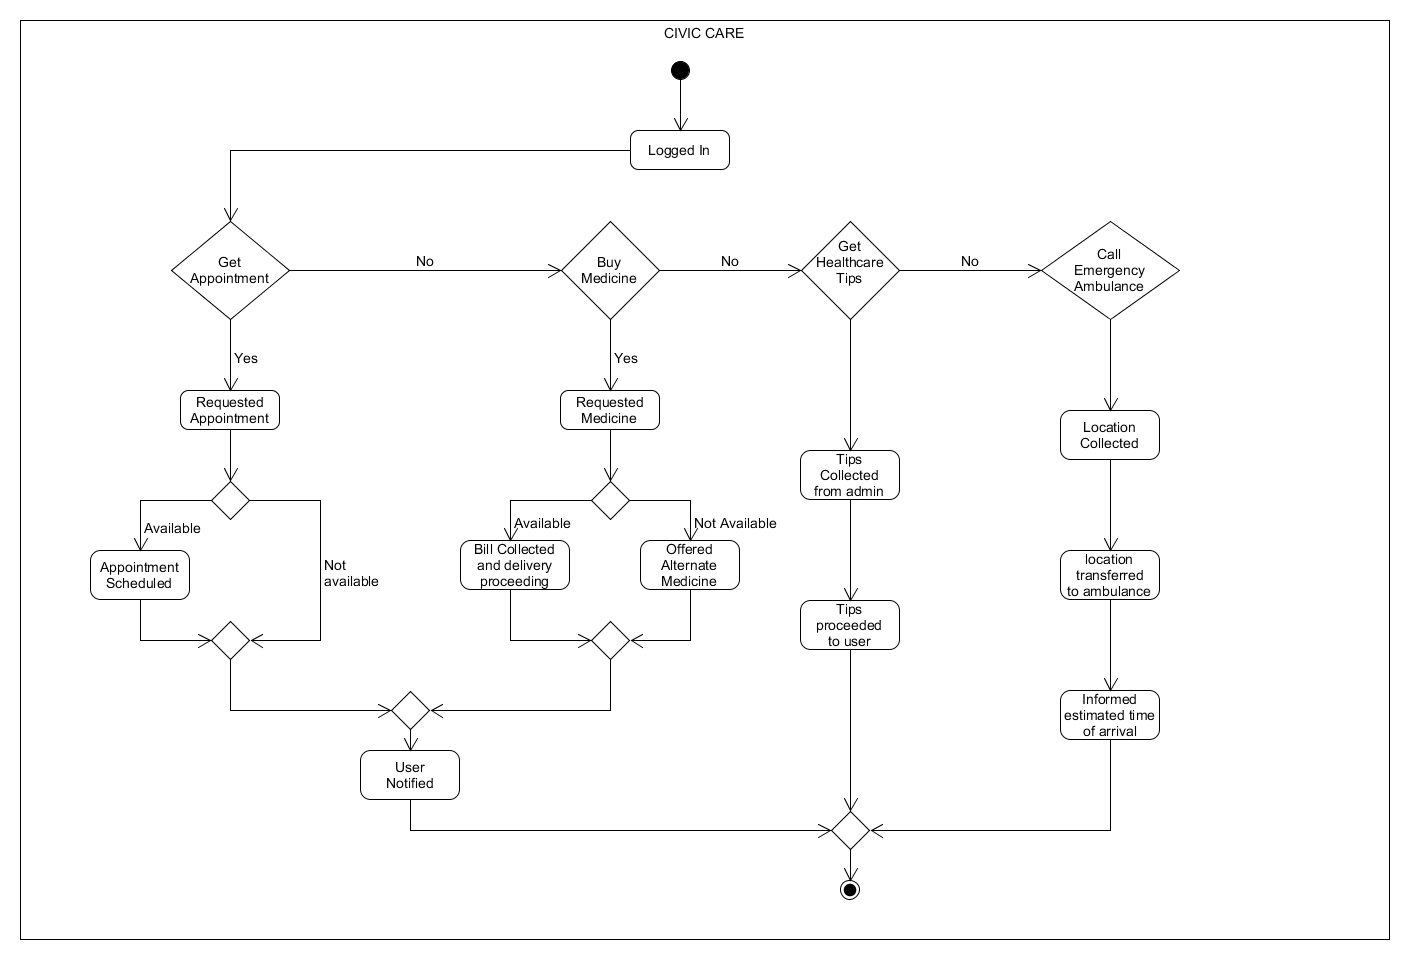 CIVIC CARE
Logged In
Get
Appointment
No
Buy
Medicine
No
Get
Healthcare
Tips
No
Call
Emergency
Ambulance
Yes
Requested
Appointment
Available
Appointment
Scheduled
Not
available
Yes
Requested
Medicine
Available
Bill Collected
and delivery
proceeding
Not Available
Offered
Alternate
Medicine
User
Notified
Tips
Collected
from admin
Tips
proceeded
to user
Location
Collected
location
transferred
to ambulance
Informed
estimated time
of arrival